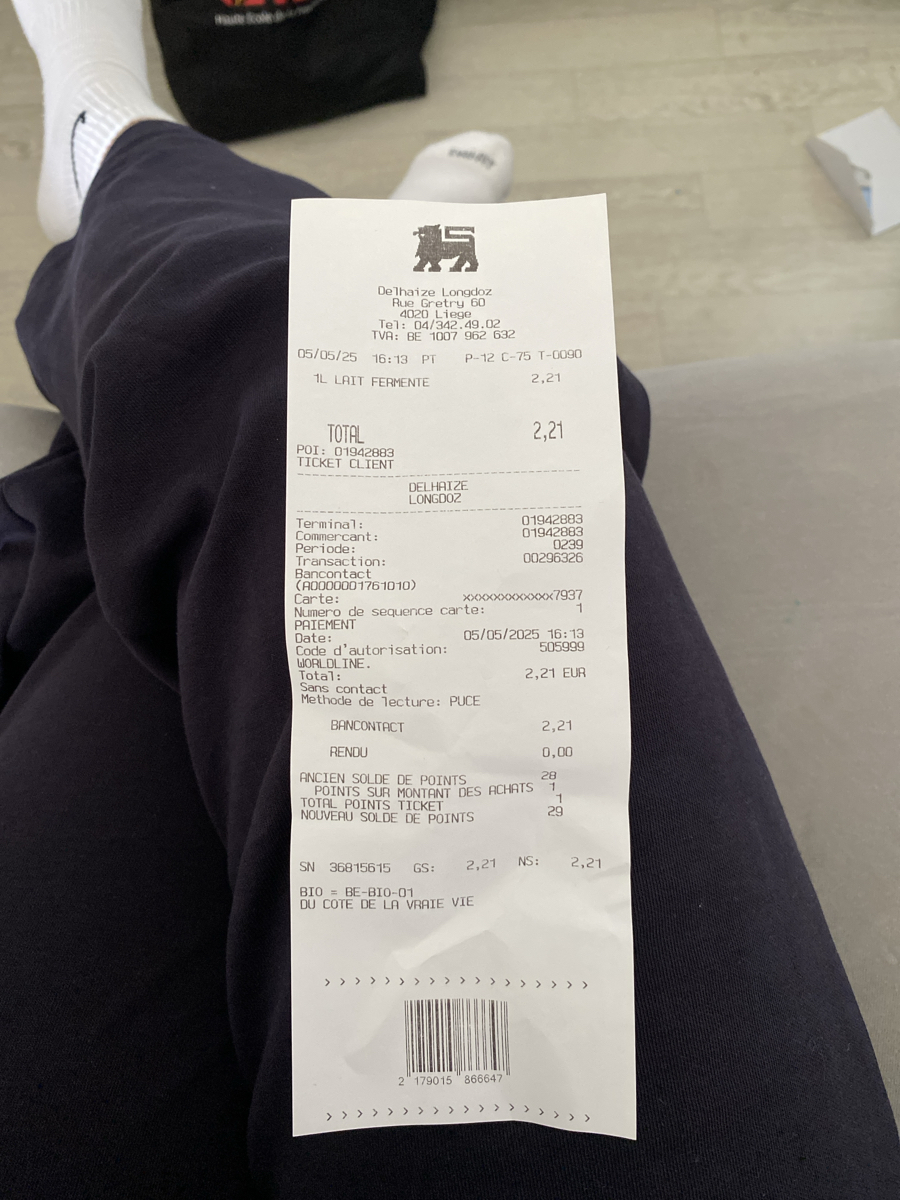 Haute Ecole de la
Delhaize Longdoz
Rue Gretry 60
4020 Liege
Tel: 04/342.49.02
TVA: BE 1007 962 632
05/05/25 16:13 PT P-12 C-75 T-0090
1L LAIT FERMENTE 2,21
TOTAL 2,21
POI: 01942883
TICKET CLIENT
DELHAIZE
LONGDOZ
Terminal: 01942883
Commercant: 01942883
Periode: 0239
Transaction: 00296326
Bancontact
(A0000001761010)
Carte: xxxxxxxxxxxxx7937
Numero de sequence carte: 1
PAIEMENT
Date: 05/05/2025 16:13
Code d'autorisation: 505999
WORLDLINE.
Total: 2,21 EUR
Sans contact
Methode de lecture: PUCE
BANCONTACT 2,21
RENDU 0,00
ANCIEN SOLDE DE POINTS 28
POINTS SUR MONTANT DES ACHATS 1
TOTAL POINTS TICKET 1
NOUVEAU SOLDE DE POINTS 29
SN 36815615 GS: 2,21 NS: 2,21
BIO = BE-BIO-01
DU COTE DE LA VRAIE VIE
> > > > > > > > > > > > > > > > > >
2 179015 866647
> > > > > > > > > > > > > > > > > >